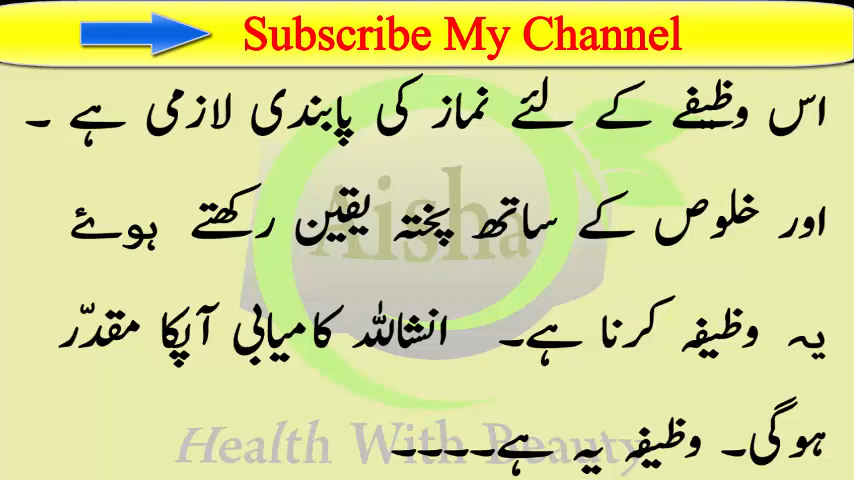 Subscribe My Channel
اس وظیفے کے لئے نماز کی پابندی لازمی ہے ۔
اور خلوص کے ساتھ پختہ یقین رکھتے ہوئے
یہ وظیفہ کرنا ہے۔ انشاللہ کامیابی آپکا مقدّر
ہوگی۔ وظیفہ یہ ہے۔۔۔۔
Aisha
Health With Beauty